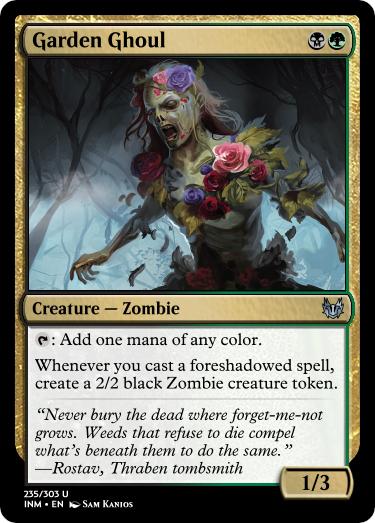 Garden Ghoul
Creature — Zombie
: Add one mana of any color.
Whenever you cast a foreshadowed spell,
create a 2/2 black Zombie creature token.
“Never bury the dead where forget-me-not
grows. Weeds that refuse to die compel
what’s beneath them to do the same.”
—Rostav, Thraben tombsmith
1/3
235/303 U
INM • EN Sam Kanios